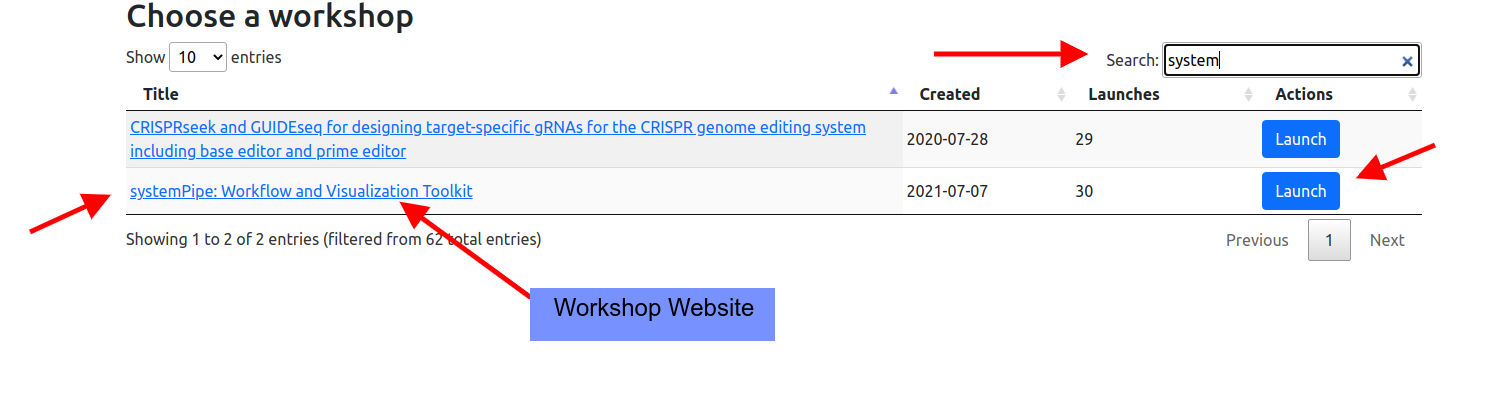 Choose a workshop
Show 10 entries
Search: system
Title Created Launches Actions
CRISPRseek and GUIDEseq for designing target-specific gRNAs for the CRISPR genome editing system
including base editor and prime editor
2020-07-28 29 Launch
systemPipe: Workflow and Visualization Toolkit 2021-07-07 30 Launch
Showing 1 to 2 of 2 entries (filtered from 62 total entries)
Previous 1 Next
Workshop Website